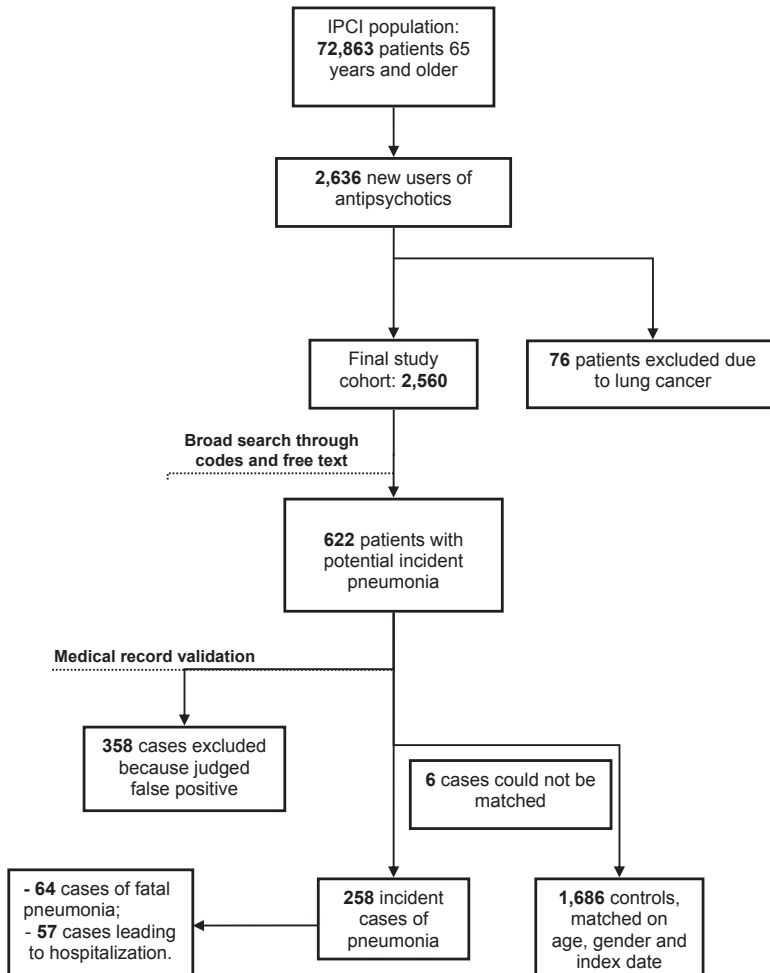 IPCI population:
72,863 patients 65
years and older
2,636 new users of
antipsychotics
Final study
cohort: 2,560
76 patients excluded due
to lung cancer
Broad search through
codes and free text
622 patients with
potential incident
pneumonia
Medical record validation
358 cases excluded
because judged
false positive
6 cases could not be
matched
- 64 cases of fatal
pneumonia;
- 57 cases leading
to hospitalization.
258 incident
cases of
pneumonia
1,686 controls,
matched on
age, gender and
index date